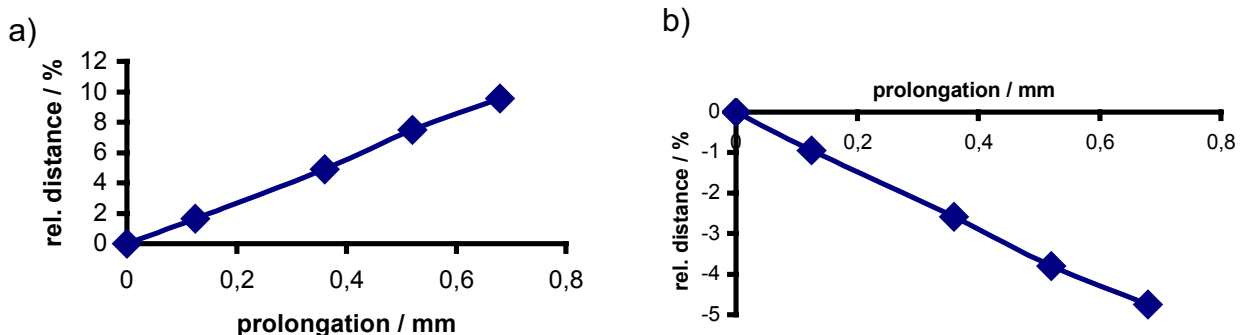 a)
rel. distance / %
12
10
8
6
4
2
0
0 0,2 0,4 0,6 0,8
prolongation / mm
b)
prolongation / mm
rel. distance / %
0
-1
-2
-3
-4
-5
0 0,2 0,4 0,6 0,8